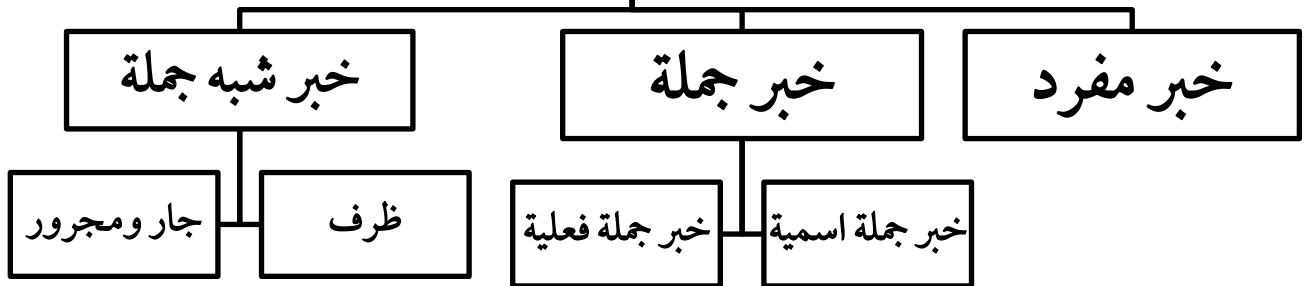 خبر مفرد
خبر جملة
خبر شبه جملة
خبر جملة اسمية
خبر جملة فعلية
ظرف
جار ومجرور